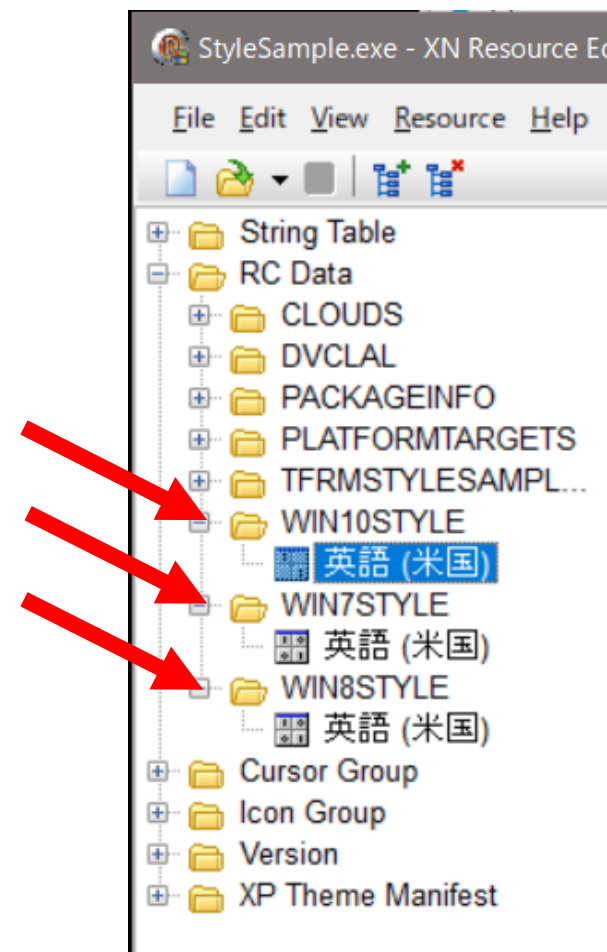 StyleSample.exe - XN Resource Ed
File Edit View Resource Help
String Table
RC Data
CLOUDS
DVCLAL
PACKAGEINFO
PLATFORMTARGETS
TFRMSTYLESAMPL...
WIN10STYLE
英語 (米国)
WIN7STYLE
英語 (米国)
WIN8STYLE
英語 (米国)
Cursor Group
Icon Group
Version
XP Theme Manifest